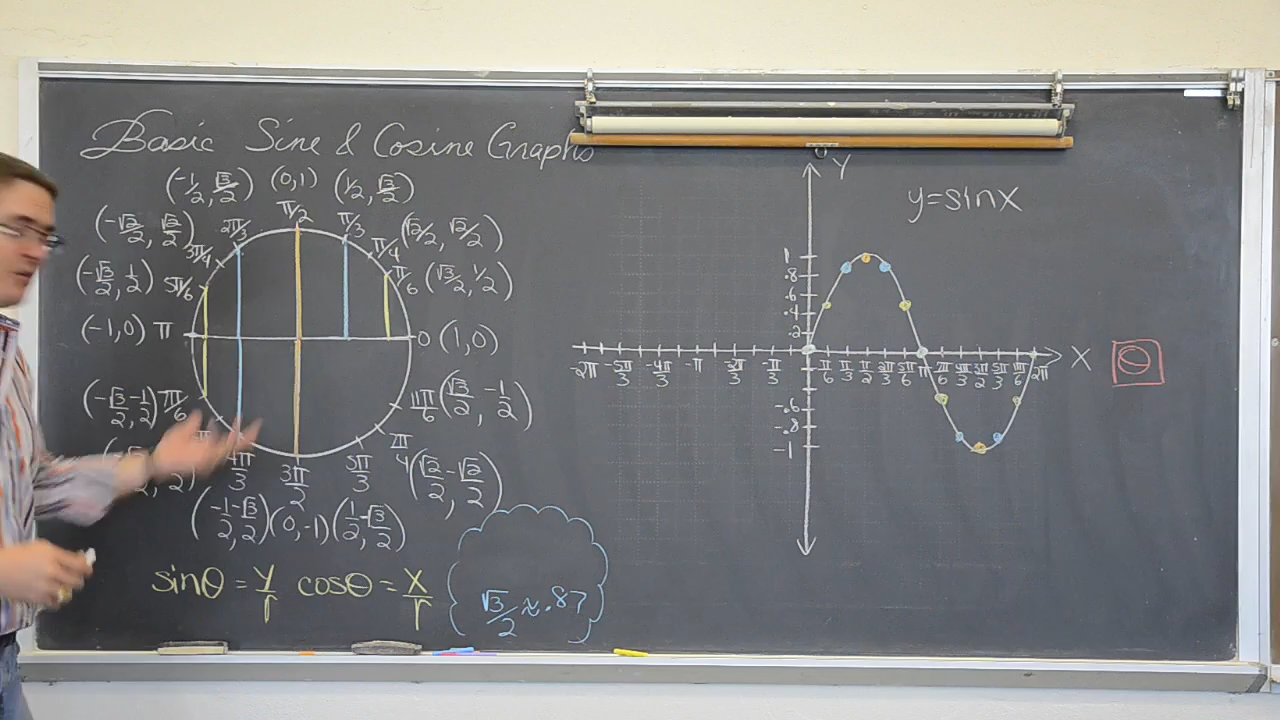 Basic Sine & Cosine Graphs
(-1/2, √3/2) (0,1) (1/2, √3/2)
2π/3 π/2 π/3
(-√2/2, √2/2) 3π/4 π/4 (√2/2, √2/2)
(-√3/2, 1/2) 5π/6 π/6 (√3/2, 1/2)
(-1,0) π 0 (1,0)
(-√3/2, -1/2) 7π/6 11π/6 (√3/2, -1/2)
π/4 (√2/2, -√2/2)
4π/3 3π/2 5π/3
(-1/2, -√3/2) (0,-1) (1/2, -√3/2)
sinθ = y/r cosθ = x/r
√3/2 ≈ .87
Y
y=sinx
1
.8
.6
.4
.2
-2π -5π/3 -4π/3 -π -π/3 π/6 π/3 π/2 2π/3 5π/6 π 7π/6 4π/3 3π/2 5π/3 11π/6 2π X
-.6
-.8
-1